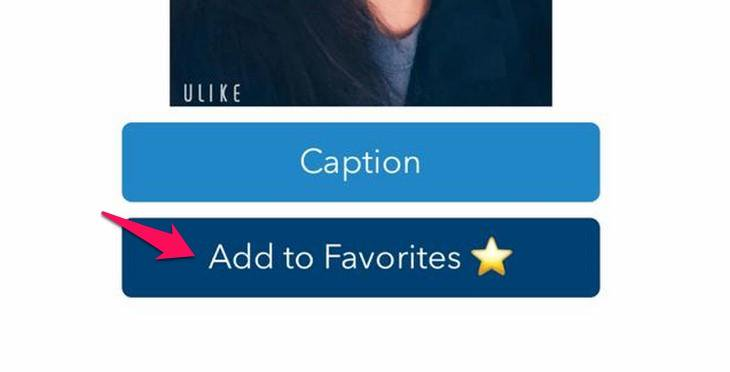 ULIKE
Caption
Add to Favorites ⭐